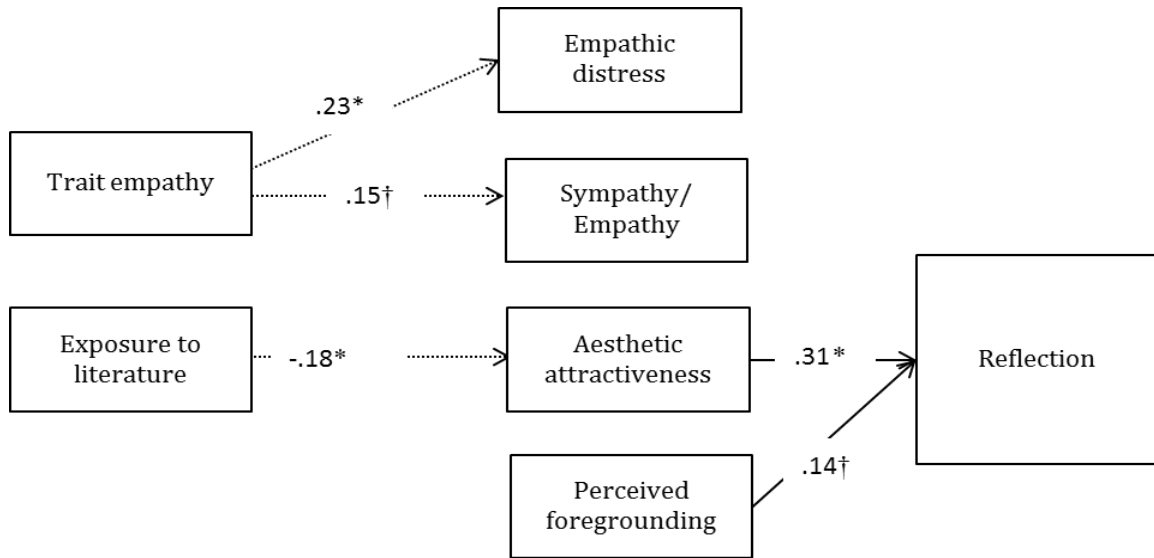 Empathic
distress
.23*
Trait empathy
.15†
Sympathy/
Empathy
Exposure to
literature
-.18*
Aesthetic
attractiveness
.31*
Reflection
.14†
Perceived
foregrounding